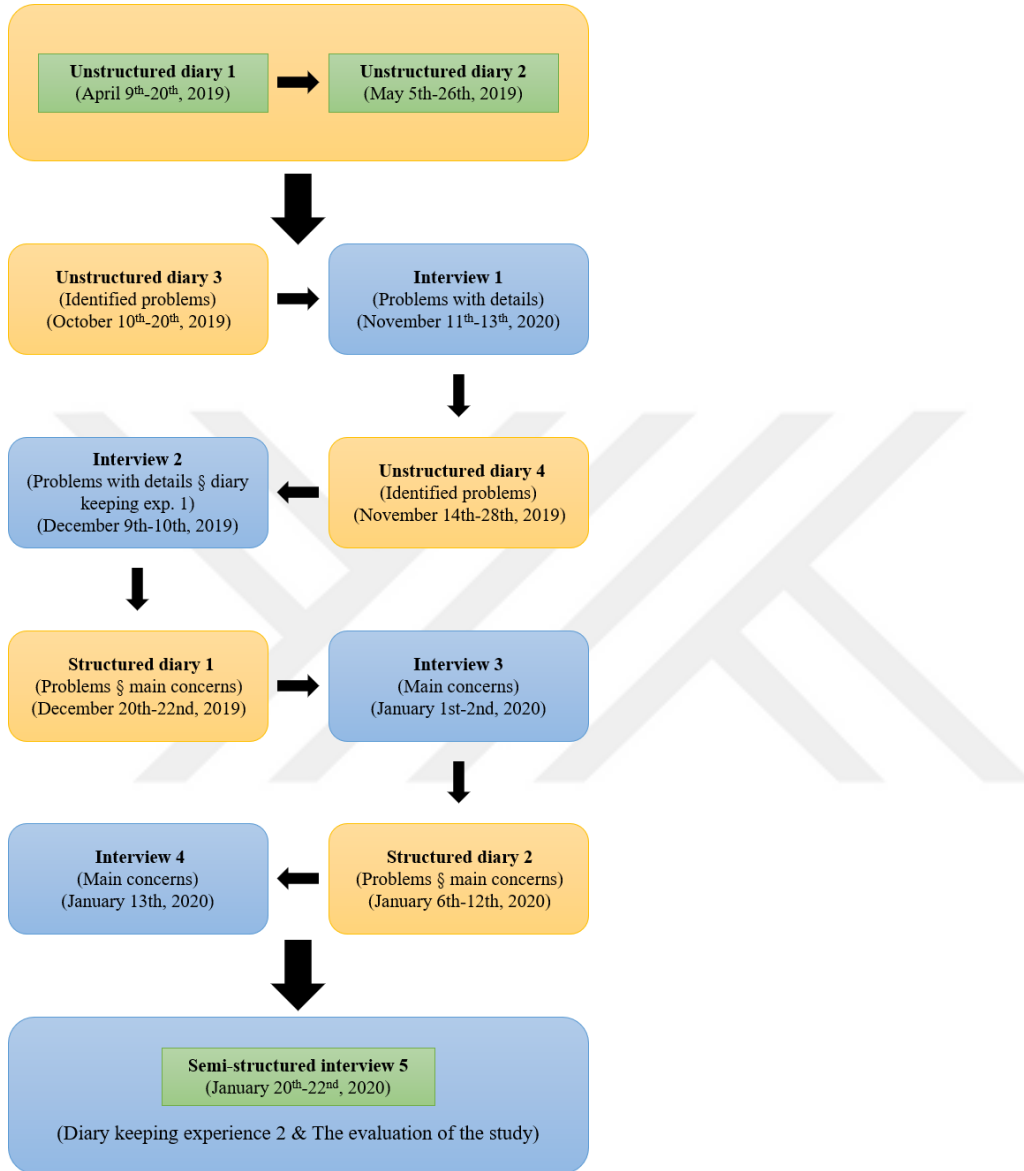 Unstructured diary 1
(April 9th-20th, 2019)
Unstructured diary 2
(May 5th-26th, 2019)
Unstructured diary 3
(Identified problems)
(October 10th-20th, 2019)
Interview 1
(Problems with details)
(November 11th-13th, 2020)
Interview 2
(Problems with details § diary
keeping exp. 1)
(December 9th-10th, 2019)
Unstructured diary 4
(Identified problems)
(November 14th-28th, 2019)
Structured diary 1
(Problems § main concerns)
(December 20th-22nd, 2019)
Interview 3
(Main concerns)
(January 1st-2nd, 2020)
Interview 4
(Main concerns)
(January 13th, 2020)
Structured diary 2
(Problems § main concerns)
(January 6th-12th, 2020)
Semi-structured interview 5
(January 20th-22nd, 2020)
(Diary keeping experience 2 & The evaluation of the study)